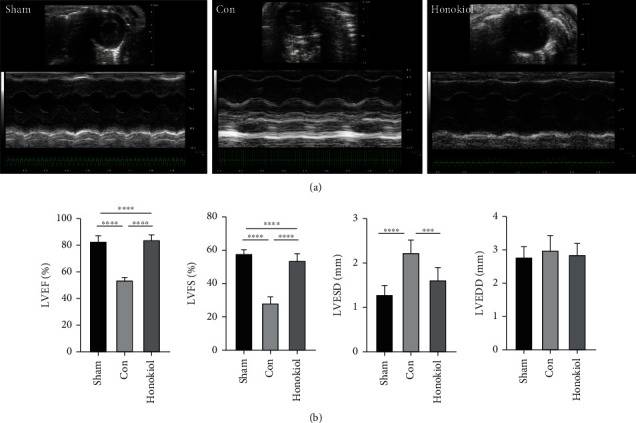 Sham
Con
Honokiol
(a)
****
**** ****
LVEF (%)
100
80
60
40
20
0
Sham
Con
Honokiol
****
**** ****
LVFS (%)
80
60
40
20
0
Sham
Con
Honokiol
**** ***
LVESD (mm)
3
2
1
0
Sham
Con
Honokiol
LVEDD (mm)
4
3
2
1
0
Sham
Con
Honokiol
(b)